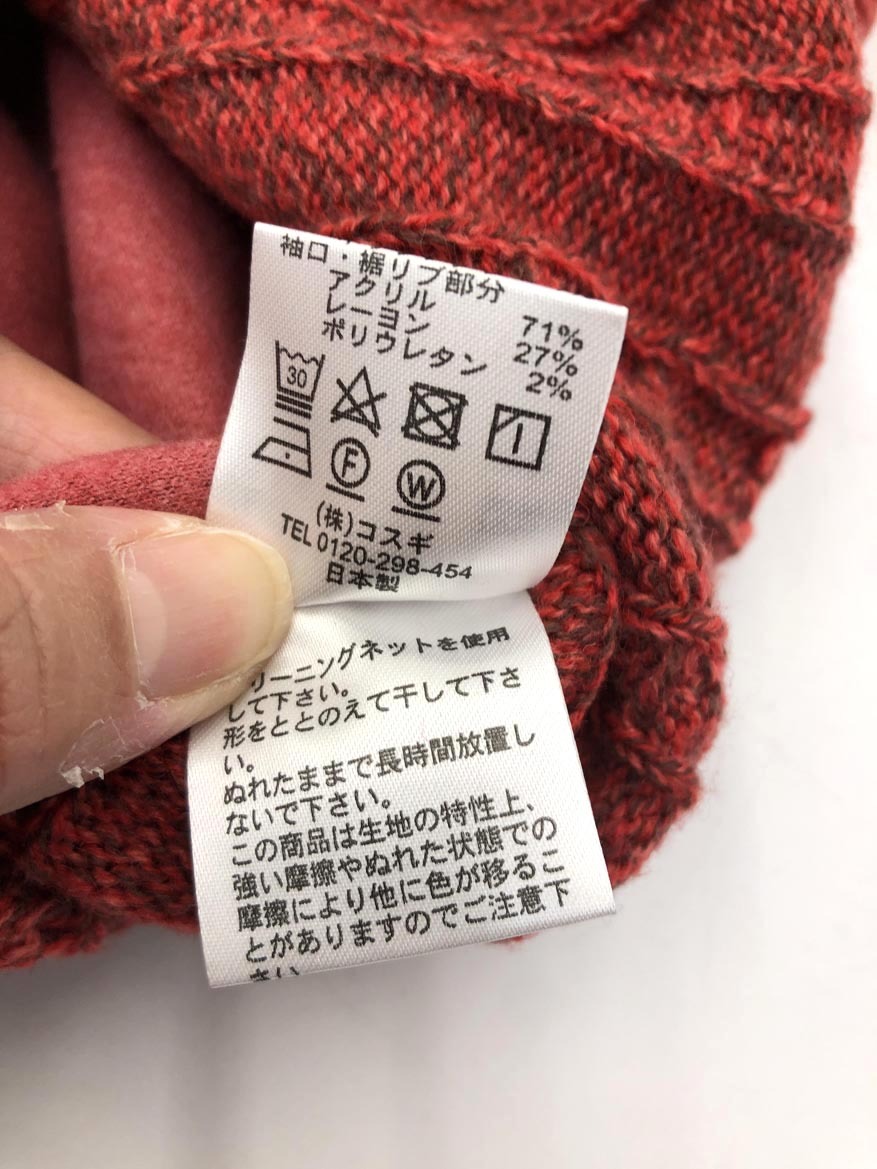 袖口・裾リブ部分
アクリル 71%
レーヨン 27%
ポリウレタン 2%
30
F W
(株)コスギ
TEL 0120-298-454
日本製
リーニングネットを使用
して下さい。
形をととのえて干して下さ
い。
ぬれたままで長時間放置し
ないで下さい。
この商品は生地の特性上、
強い摩擦やぬれた状態での
摩擦により他に色が移るこ
とがありますのでご注意下
さい